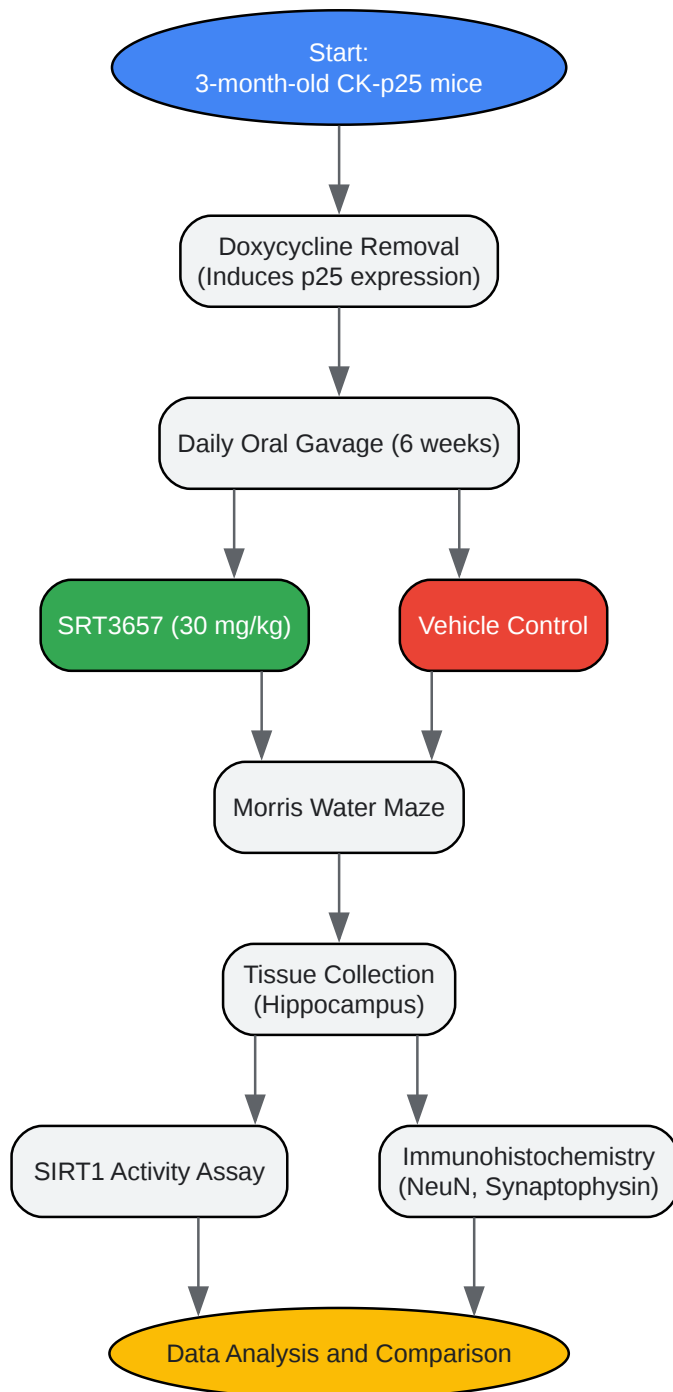 Start:
3-month-old CK-p25 mice
Doxycycline Removal
(Induces p25 expression)
Daily Oral Gavage (6 weeks)
SRT3657 (30 mg/kg)
Vehicle Control
Morris Water Maze
Tissue Collection
(Hippocampus)
SIRT1 Activity Assay
Immunohistochemistry
(NeuN, Synaptophysin)
Data Analysis and Comparison